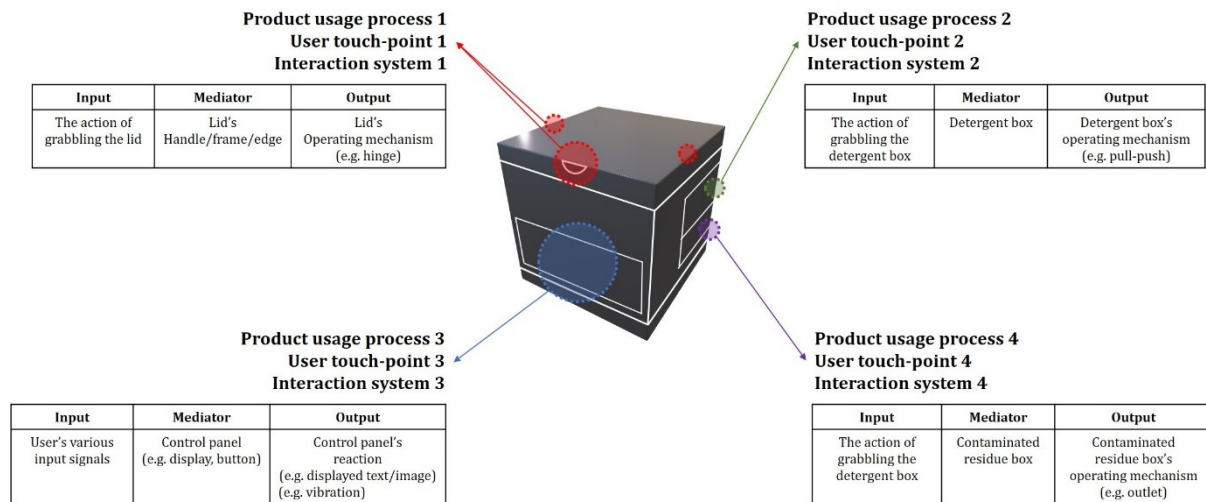 Product usage process 1
User touch-point 1
Interaction system 1
Input Mediator Output
The action of Lid's Lid's
grabbling the lid Handle/frame/edge Operating mechanism
(e.g. hinge)
Product usage process 2
User touch-point 2
Interaction system 2
Input Mediator Output
The action of Detergent box Detergent box's
grabbling the operating mechanism
detergent box (e.g. pull-push)
Product usage process 3
User touch-point 3
Interaction system 3
Input Mediator Output
User's various Control panel Control panel's
input signals (e.g. display, button) reaction
(e.g. displayed text/image)
(e.g. vibration)
Product usage process 4
User touch-point 4
Interaction system 4
Input Mediator Output
The action of Contaminated Contaminated
grabbling the residue box residue box's
detergent box operating mechanism
(e.g. outlet)